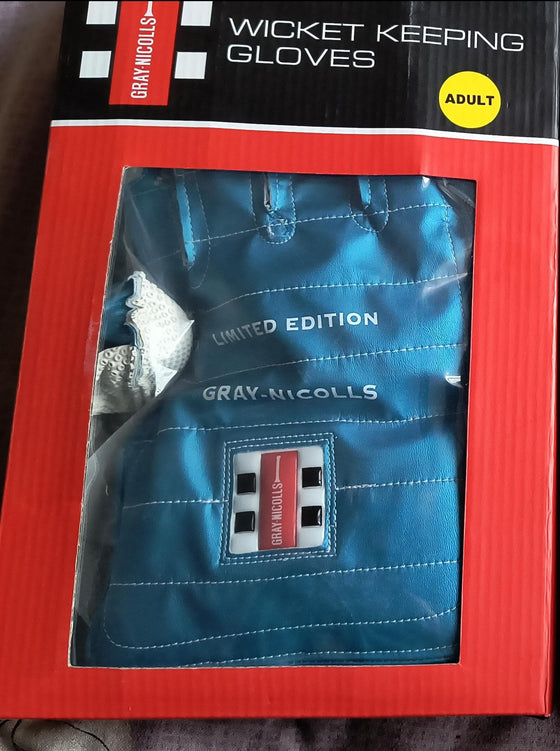 GRAY-NICOLLS
WICKET KEEPING
GLOVES
ADULT
LIMITED EDITION
GRAY-NICOLLS
GRAY-NICOLLS